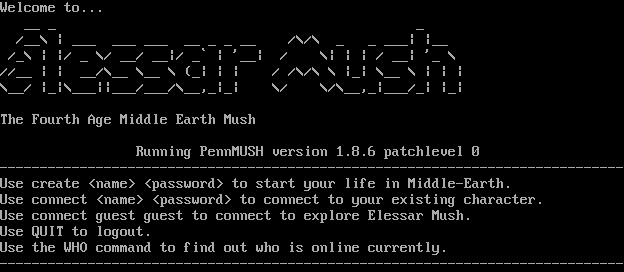 Welcome to...
Elessar Mush
The Fourth Age Middle Earth Mush
Running PennMUSH version 1.8.6 patchlevel 0
Use create <name> <password> to start your life in Middle-Earth.
Use connect <name> <password> to connect to your existing character.
Use connect guest guest to connect to explore Elessar Mush.
Use QUIT to logout.
Use the WHO command to find out who is online currently.